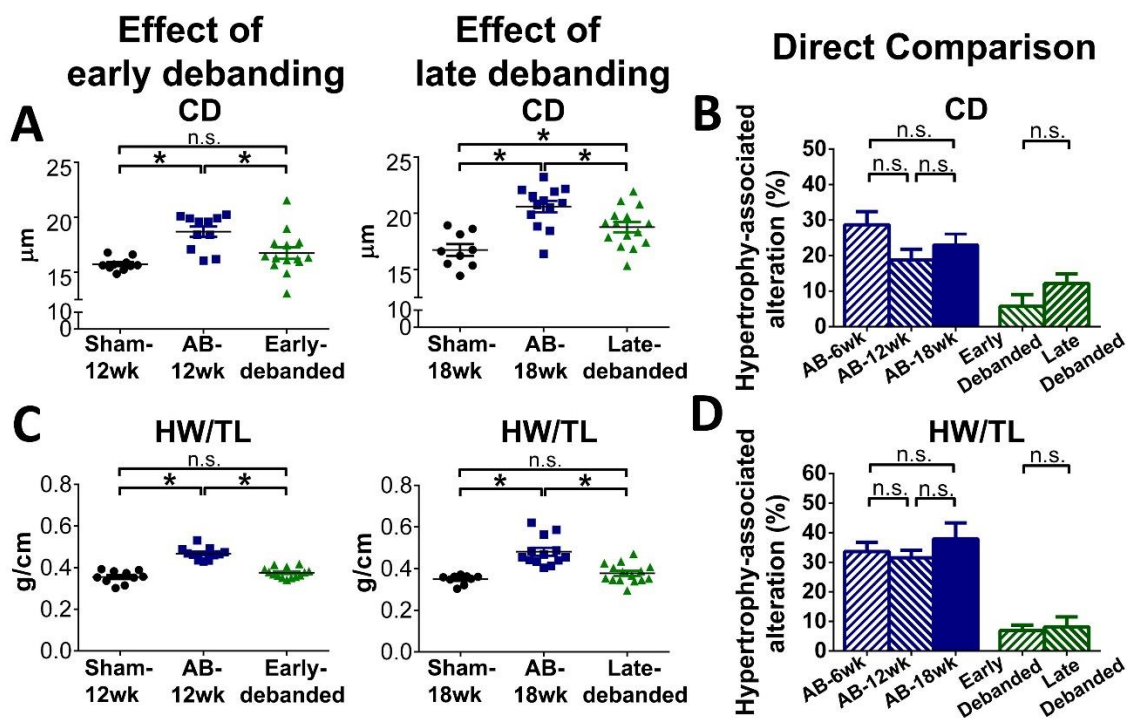 Effect of
early debanding
Effect of
late debanding
Direct Comparison
A
CD
n.s.
*
*
μm
25
20
15
10
0
Sham-
12wk
AB-
12wk
Early-
debanded
CD
*
*
*
μm
25
20
15
10
0
Sham-
18wk
AB-
18wk
Late-
debanded
B
CD
n.s.
n.s.
n.s.
n.s.
Hypertrophy-associated
alteration (%)
50
40
30
20
10
0
AB-6wk
AB-12wk
AB-18wk
Early
Debanded
Late
Debanded
C
HW/TL
n.s.
*
*
g/cm
0.8
0.6
0.4
0.2
0.0
Sham-
12wk
AB-
12wk
Early-
debanded
HW/TL
n.s.
*
*
g/cm
0.8
0.6
0.4
0.2
0.0
Sham-
18wk
AB-
18wk
Late-
debanded
D
HW/TL
n.s.
n.s.
n.s.
n.s.
Hypertrophy-associated
alteration (%)
60
50
40
30
20
10
0
AB-6wk
AB-12wk
AB-18wk
Early
Debanded
Late
Debanded